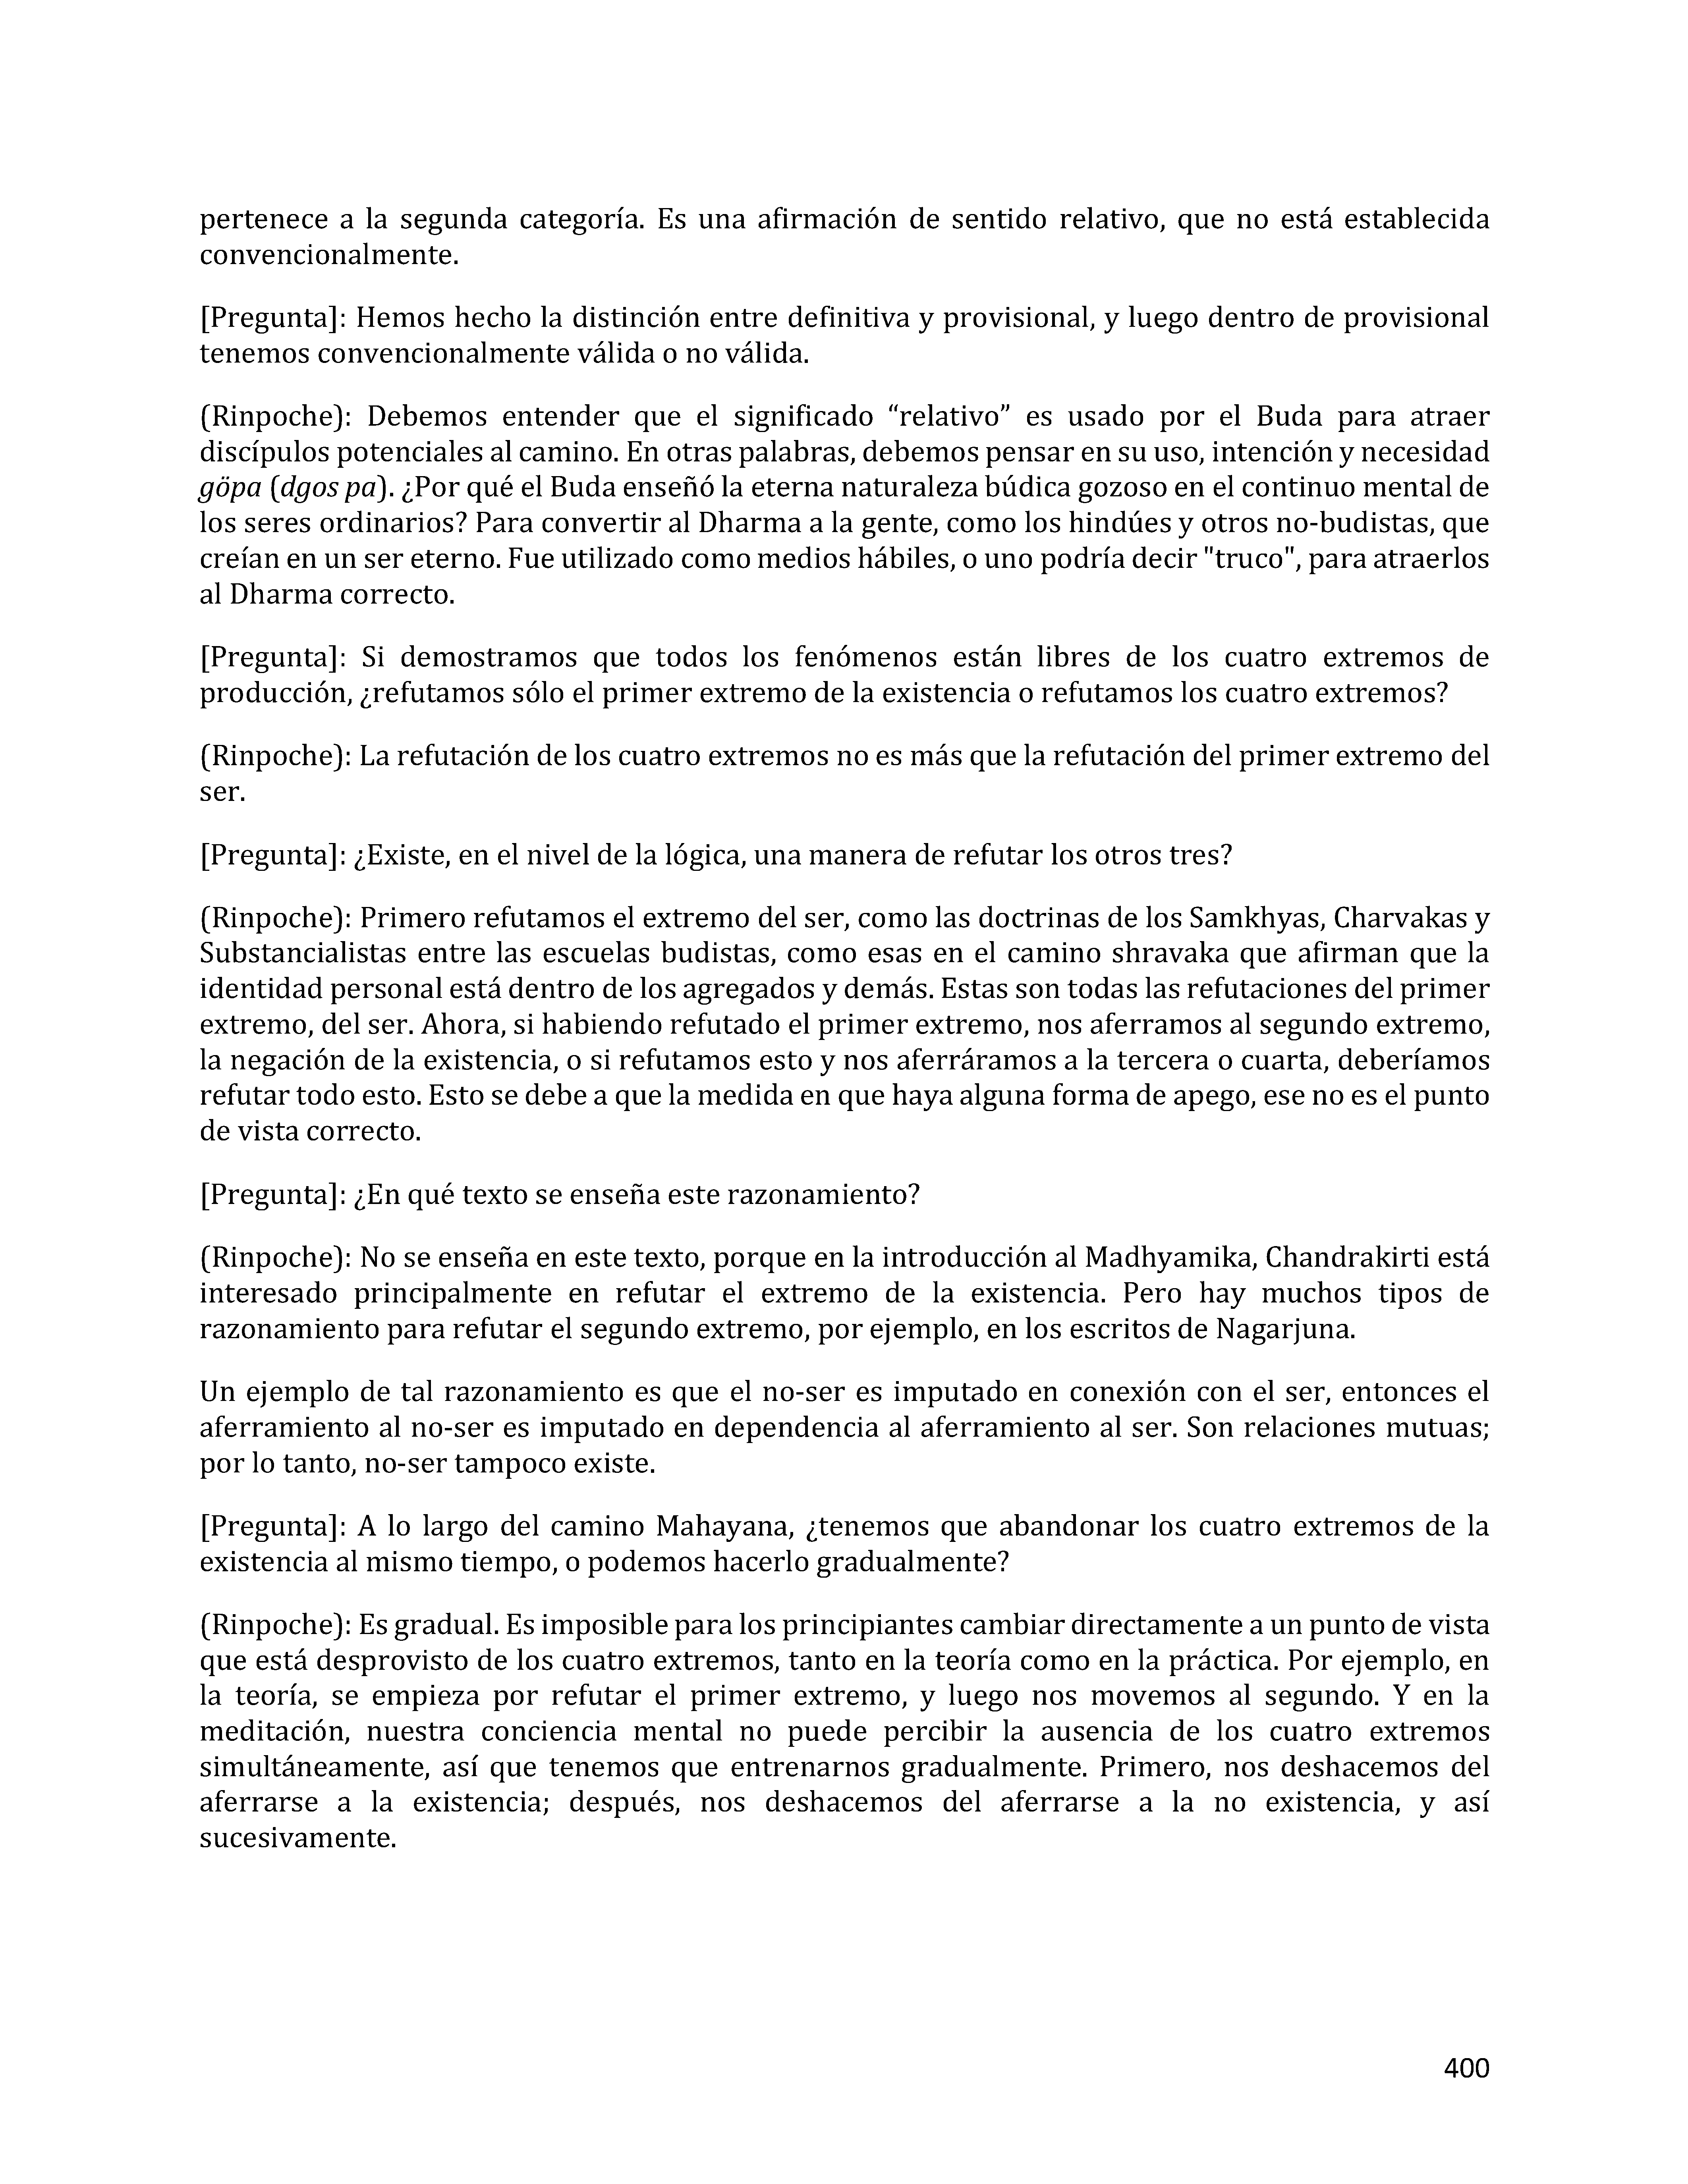 pertenece a la segunda categoría. Es una afirmación de sentido relativo, que no está establecida
convencionalmente.
[Pregunta]: Hemos hecho la distinción entre definitiva y provisional, y luego dentro de provisional
tenemos convencionalmente válida o no válida.
(Rinpoche): Debemos entender que el significado “relativo” es usado por el Buda para atraer
discípulos potenciales al camino. En otras palabras, debemos pensar en su uso, intención y necesidad
göpa (dgos pa). ¿Por qué el Buda enseñó la eterna naturaleza búdica gozoso en el continuo mental de
los seres ordinarios? Para convertir al Dharma a la gente, como los hindúes y otros no-budistas, que
creían en un ser eterno. Fue utilizado como medios hábiles, o uno podría decir "truco", para atraerlos
al Dharma correcto.
[Pregunta]: Si demostramos que todos los fenómenos están libres de los cuatro extremos de
producción, ¿refutamos sólo el primer extremo de la existencia o refutamos los cuatro extremos?
(Rinpoche): La refutación de los cuatro extremos no es más que la refutación del primer extremo del
ser.
[Pregunta]: ¿Existe, en el nivel de la lógica, una manera de refutar los otros tres?
(Rinpoche): Primero refutamos el extremo del ser, como las doctrinas de los Samkhyas, Charvakas y
Substancialistas entre las escuelas budistas, como esas en el camino shravaka que afirman que la
identidad personal está dentro de los agregados y demás. Estas son todas las refutaciones del primer
extremo, del ser. Ahora, si habiendo refutado el primer extremo, nos aferramos al segundo extremo,
la negación de la existencia, o si refutamos esto y nos aferráramos a la tercera o cuarta, deberíamos
refutar todo esto. Esto se debe a que la medida en que haya alguna forma de apego, ese no es el punto
de vista correcto.
[Pregunta]: ¿En qué texto se enseña este razonamiento?
(Rinpoche): No se enseña en este texto, porque en la introducción al Madhyamika, Chandrakirti está
interesado principalmente en refutar el extremo de la existencia. Pero hay muchos tipos de
razonamiento para refutar el segundo extremo, por ejemplo, en los escritos de Nagarjuna.
Un ejemplo de tal razonamiento es que el no-ser es imputado en conexión con el ser, entonces el
aferramiento al no-ser es imputado en dependencia al aferramiento al ser. Son relaciones mutuas;
por lo tanto, no-ser tampoco existe.
[Pregunta]: A lo largo del camino Mahayana, ¿tenemos que abandonar los cuatro extremos de la
existencia al mismo tiempo, o podemos hacerlo gradualmente?
(Rinpoche): Es gradual. Es imposible para los principiantes cambiar directamente a un punto de vista
que está desprovisto de los cuatro extremos, tanto en la teoría como en la práctica. Por ejemplo, en
la teoría, se empieza por refutar el primer extremo, y luego nos movemos al segundo. Y en la
meditación, nuestra conciencia mental no puede percibir la ausencia de los cuatro extremos
simultáneamente, así que tenemos que entrenarnos gradualmente. Primero, nos deshacemos del
aferrarse a la existencia; después, nos deshacemos del aferrarse a la no existencia, y así
sucesivamente.
400